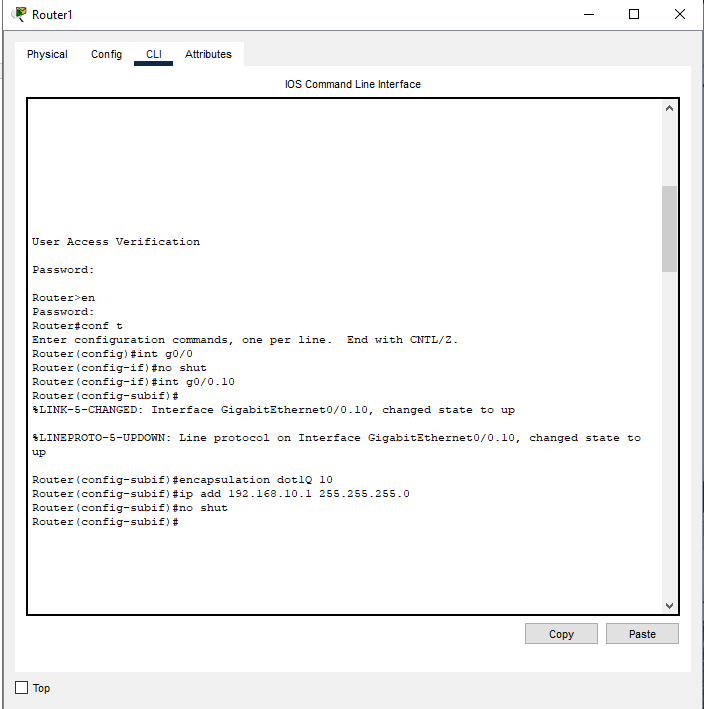 Router1
Physical Config CLI Attributes
IOS Command Line Interface
User Access Verification
Password:
Router>en
Password:
Router#conf t
Enter configuration commands, one per line.  End with CNTL/Z.
Router(config)#int g0/0
Router(config-if)#no shut
Router(config-if)#int g0/0.10
Router(config-subif)#
%LINK-5-CHANGED: Interface GigabitEthernet0/0.10, changed state to up
%LINEPROTO-5-UPDOWN: Line protocol on Interface GigabitEthernet0/0.10, changed state to
up
Router(config-subif)#encapsulation dot1Q 10
Router(config-subif)#ip add 192.168.10.1 255.255.255.0
Router(config-subif)#no shut
Router(config-subif)#
Copy Paste
Top